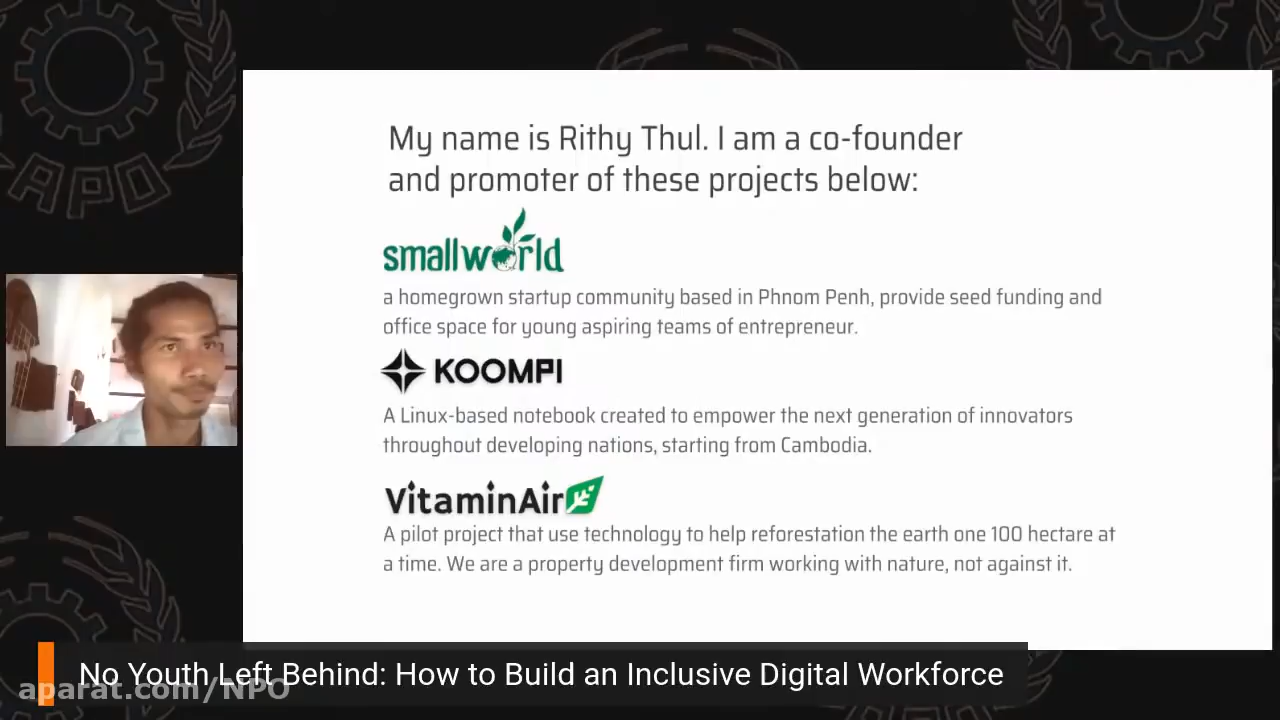 APO
My name is Rithy Thul. I am a co-founder
and promoter of these projects below:
smallworld
a homegrown startup community based in Phnom Penh, provide seed funding and
office space for young aspiring teams of entrepreneur.
KOOMPI
A Linux-based notebook created to empower the next generation of innovators
throughout developing nations, starting from Cambodia.
VitaminAir
A pilot project that use technology to help reforestation the earth one 100 hectare at
a time. We are a property development firm working with nature, not against it.
No Youth Left Behind: How to Build an Inclusive Digital Workforce
aparat.com/NPO